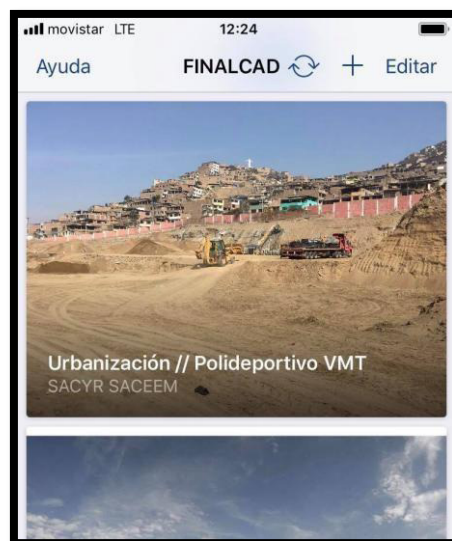 movistar LTE 12:24
Ayuda FINALCAD Editar
Urbanización // Polideportivo VMT
SACYR SACEEM